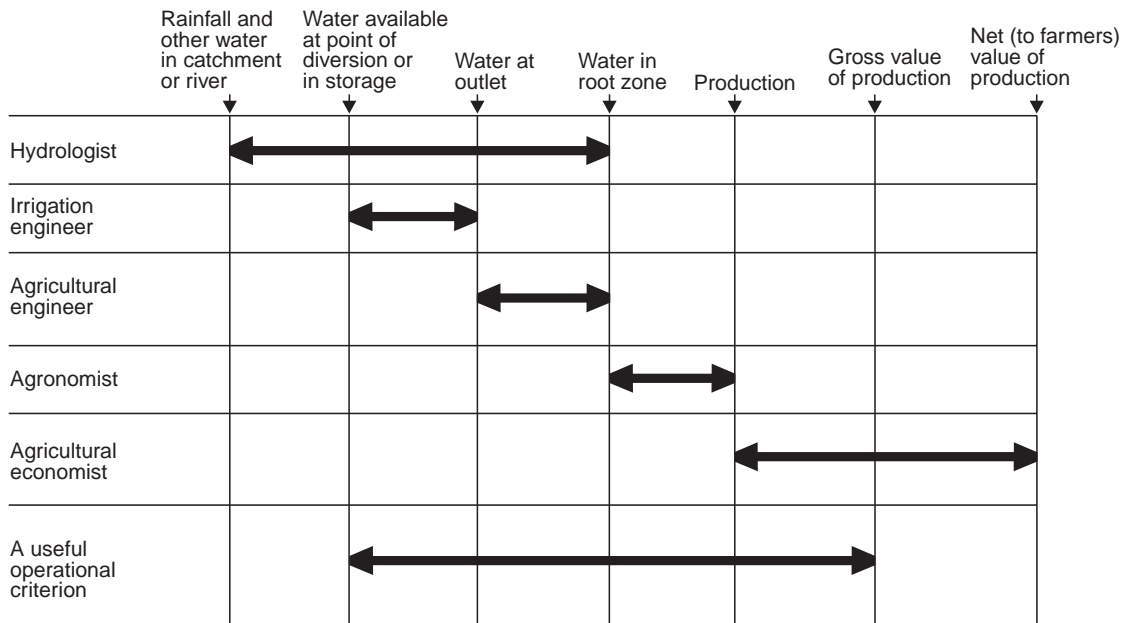 Rainfall and
other water
in catchment
or river
Water available
at point of
diversion or
in storage
Water at
outlet
Water in
root zone
Production
Gross value
of production
Net (to farmers)
value of
production
Hydrologist
Irrigation
engineer
Agricultural
engineer
Agronomist
Agricultural
economist
A useful
operational
criterion